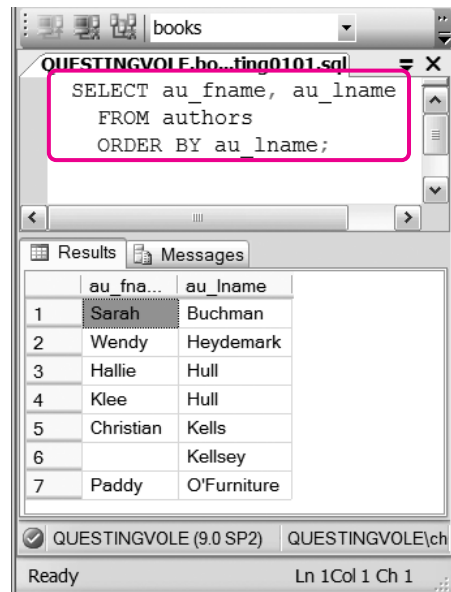 books
QUESTINGVOLE.bo...ting0101.sql
SELECT au_fname, au_lname
FROM authors
ORDER BY au_lname;
Results Messages
au_fna... au_lname
1 Sarah Buchman
2 Wendy Heydemark
3 Hallie Hull
4 Klee Hull
5 Christian Kells
6 Kellsey
7 Paddy O'Furniture
QUESTINGVOLE (9.0 SP2) QUESTINGVOLE\ch
Ready Ln 1Col 1 Ch 1